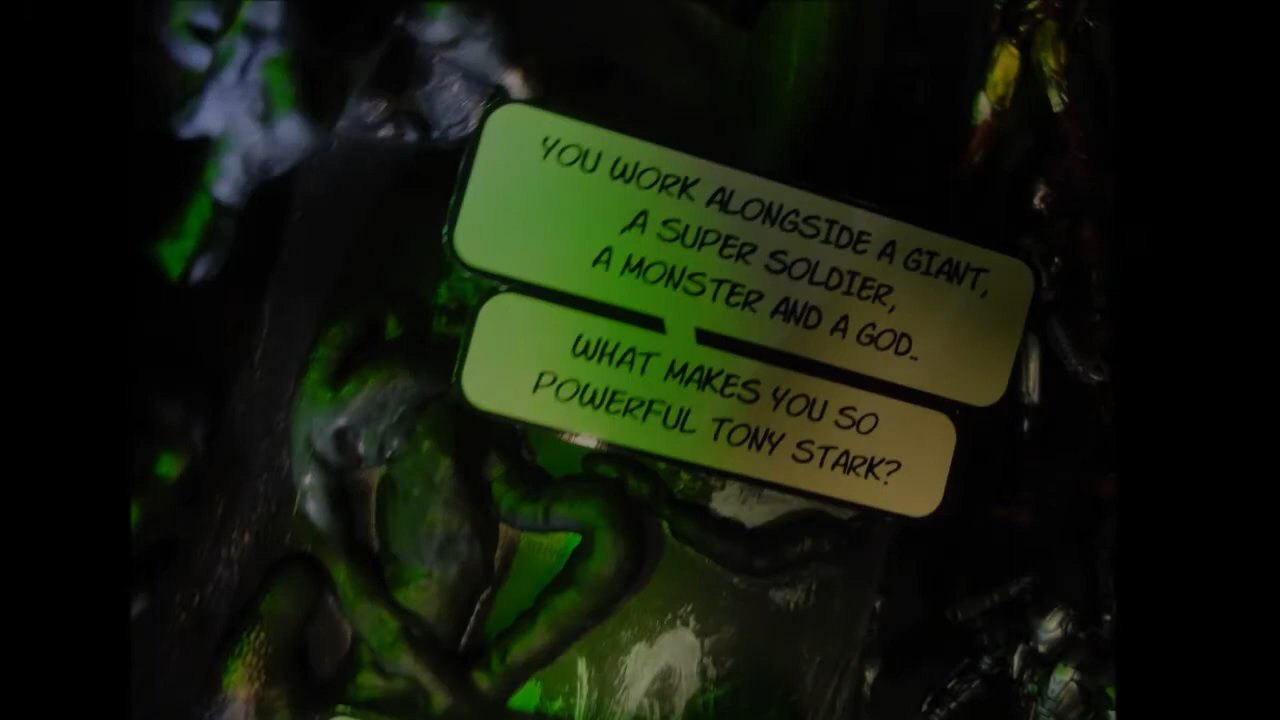 YOU WORK ALONGSIDE A GIANT,
A SUPER SOLDIER,
A MONSTER AND A GOD..
WHAT MAKES YOU SO
POWERFUL TONY STARK?